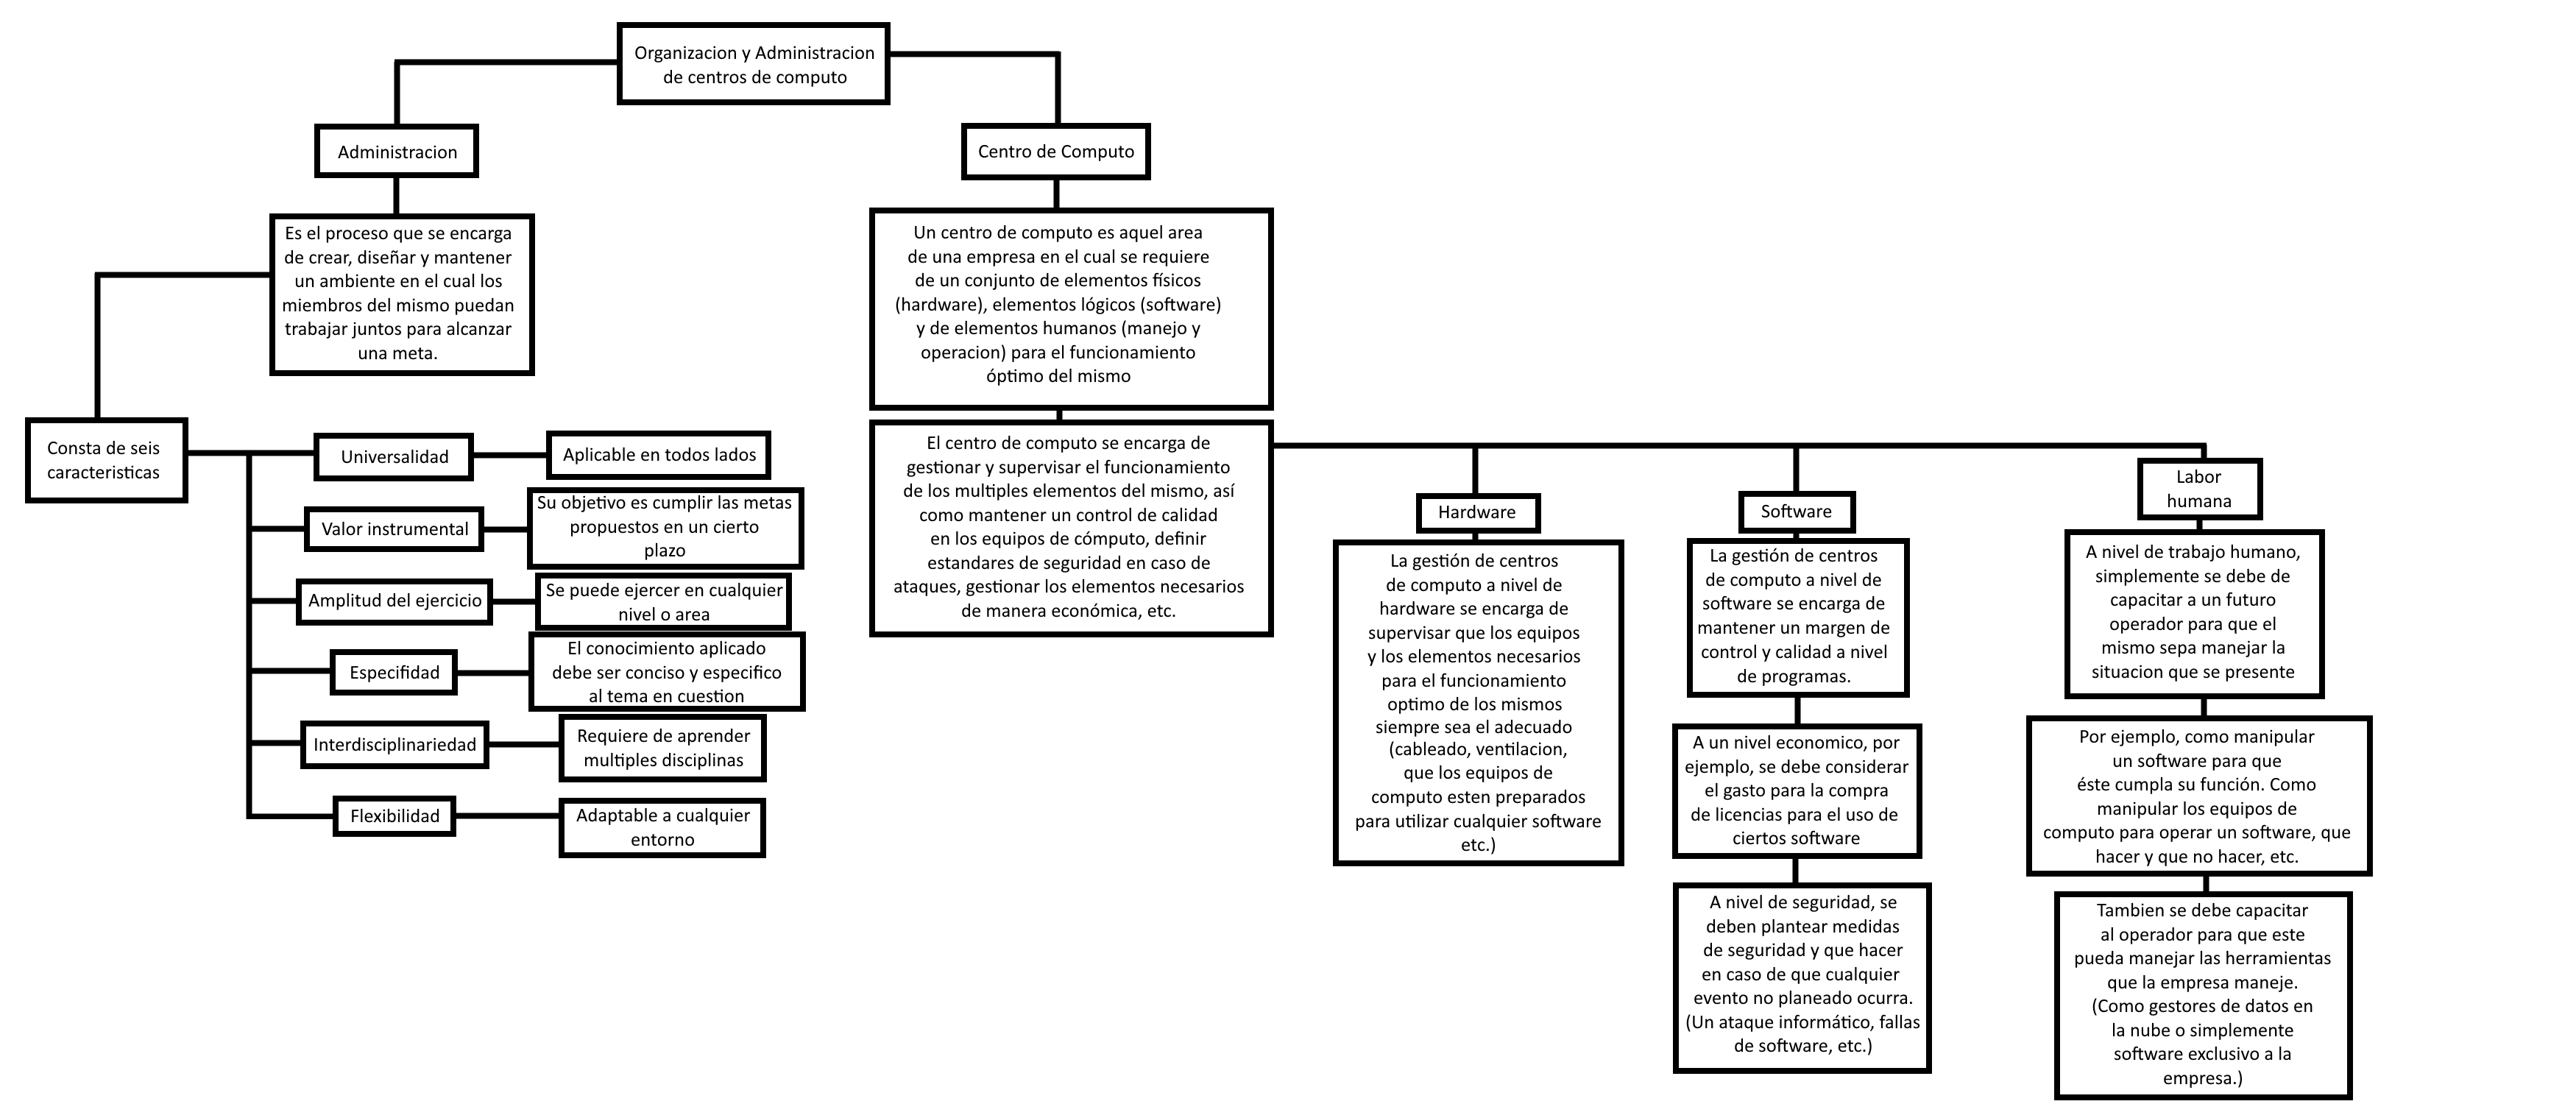 Organizacion y Administracion
de centros de computo
Administracion
Es el proceso que se encarga
de crear, diseñar y mantener
un ambiente en el cual los
miembros del mismo puedan
trabajar juntos para alcanzar
una meta.
Consta de seis
caracteristicas
Universalidad
Aplicable en todos lados
Valor instrumental
Su objetivo es cumplir las metas
propuestos en un cierto
plazo
Amplitud del ejercicio
Se puede ejercer en cualquier
nivel o area
Especifidad
El conocimiento aplicado
debe ser conciso y especifico
al tema en cuestion
Interdisciplinariedad
Requiere de aprender
multiples disciplinas
Flexibilidad
Adaptable a cualquier
entorno
Centro de Computo
Un centro de computo es aquel area
de una empresa en el cual se requiere
de un conjunto de elementos físicos
(hardware), elementos lógicos (software)
y de elementos humanos (manejo y
operacion) para el funcionamiento
óptimo del mismo
El centro de computo se encarga de
gestionar y supervisar el funcionamiento
de los multiples elementos del mismo, así
como mantener un control de calidad
en los equipos de cómputo, definir
estandares de seguridad en caso de
ataques, gestionar los elementos necesarios
de manera económica, etc.
Hardware
La gestión de centros
de computo a nivel de
hardware se encarga de
supervisar que los equipos
y los elementos necesarios
para el funcionamiento
optimo de los mismos
siempre sea el adecuado
(cableado, ventilacion,
que los equipos de
computo esten preparados
para utilizar cualquier software
etc.)
Software
La gestión de centros
de computo a nivel de
software se encarga de
mantener un margen de
control y calidad a nivel
de programas.
A un nivel economico, por
ejemplo, se debe considerar
el gasto para la compra
de licencias para el uso de
ciertos software
A nivel de seguridad, se
deben plantear medidas
de seguridad y que hacer
en caso de que cualquier
evento no planeado ocurra.
(Un ataque informático, fallas
de software, etc.)
Labor
humana
A nivel de trabajo humano,
simplemente se debe de
capacitar a un futuro
operador para que el
mismo sepa manejar la
situacion que se presente
Por ejemplo, como manipular
un software para que
éste cumpla su función. Como
manipular los equipos de
computo para operar un software, que
hacer y que no hacer, etc.
Tambien se debe capacitar
al operador para que este
pueda manejar las herramientas
que la empresa maneje.
(Como gestores de datos en
la nube o simplemente
software exclusivo a la
empresa.)